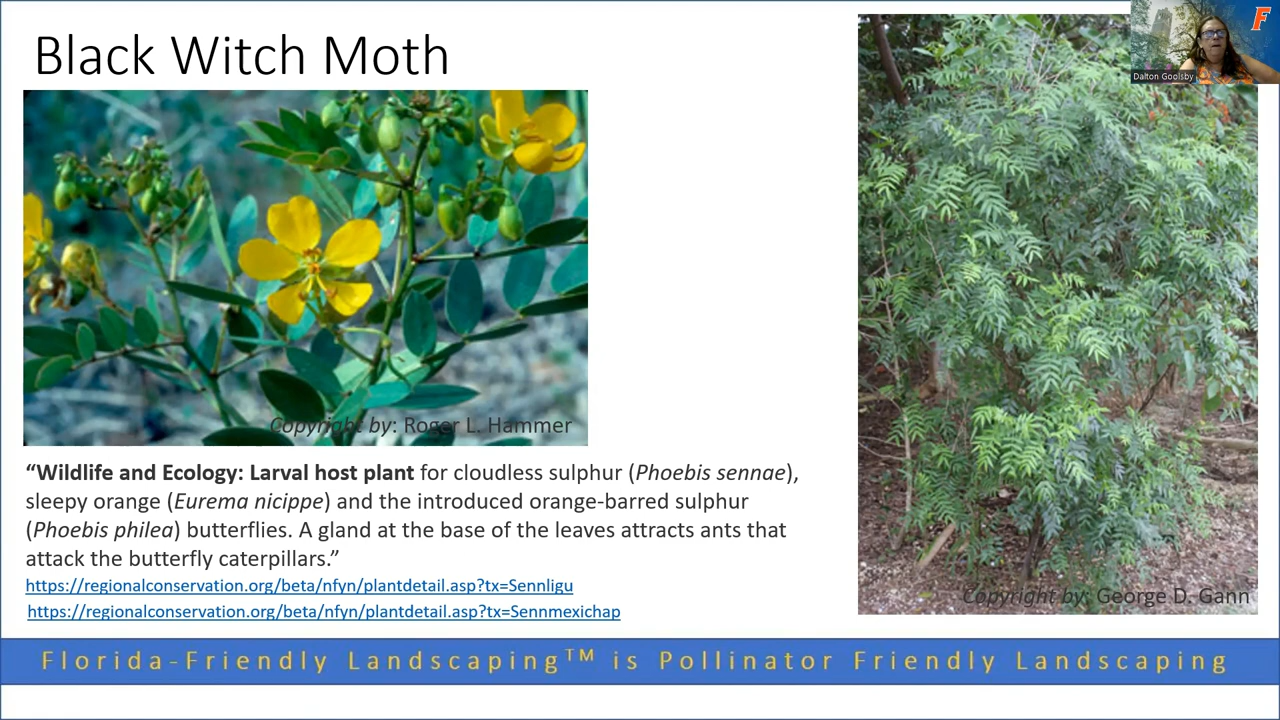 Black Witch Moth
F
Dalton Goolsby
Copyright by: Roger L. Hammer
“Wildlife and Ecology: Larval host plant for cloudless sulphur (Phoebis sennae),
sleepy orange (Eurema nicippe) and the introduced orange-barred sulphur
(Phoebis philea) butterflies. A gland at the base of the leaves attracts ants that
attack the butterfly caterpillars.”
https://regionalconservation.org/beta/nfyn/plantdetail.asp?tx=Sennligu
https://regionalconservation.org/beta/nfyn/plantdetail.asp?tx=Sennmexichap
Copyright by: George D. Gann
Florida-Friendly Landscaping™ is Pollinator Friendly Landscaping